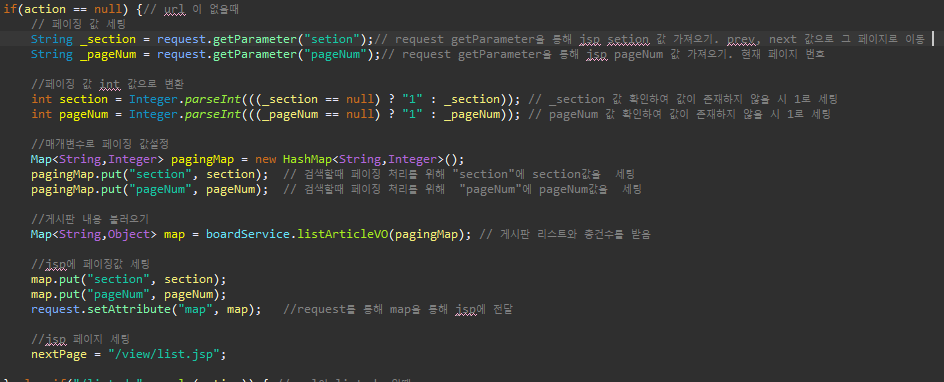 if(action == null) {// url 이 없을때
// 페이징 값 세팅
String _section = request.getParameter("setion");// request getParameter을 통해 jsp setion 값 가져오기. prev, next 값으로 그 페이지로 이동
String _pageNum = request.getParameter("pageNum");// request getParameter을 통해 jsp pageNum 값 가져오기. 현재 페이지 번호
//페이징 값 int 값으로 변환
int section = Integer.parseInt(((_section == null) ? "1" : _section)); // _section 값 확인하여 값이 존재하지 않을 시 1로 세팅
int pageNum = Integer.parseInt(((_pageNum == null) ? "1" : _pageNum)); // pageNum 값 확인하여 값이 존재하지 않을 시 1로 세팅
//매개변수로 페이징 값설정
Map<String,Integer> pagingMap = new HashMap<String,Integer>();
pagingMap.put("section", section); // 검색할때 페이징 처리를 위해 "section"에 section값을 세팅
pagingMap.put("pageNum", pageNum); // 검색할때 페이징 처리를 위해 "pageNum"에 pageNum값을 세팅
//게시판 내용 불러오기
Map<String,Object> map = boardService.listArticleVO(pagingMap); // 게시판 리스트와 총건수를 받음
//jsp에 페이징값 세팅
map.put("section", section);
map.put("pageNum", pageNum);
request.setAttribute("map", map); //request를 통해 map을 통해 jsp에 전달
//jsp 페이지 세팅
nextPage = "/view/list.jsp";